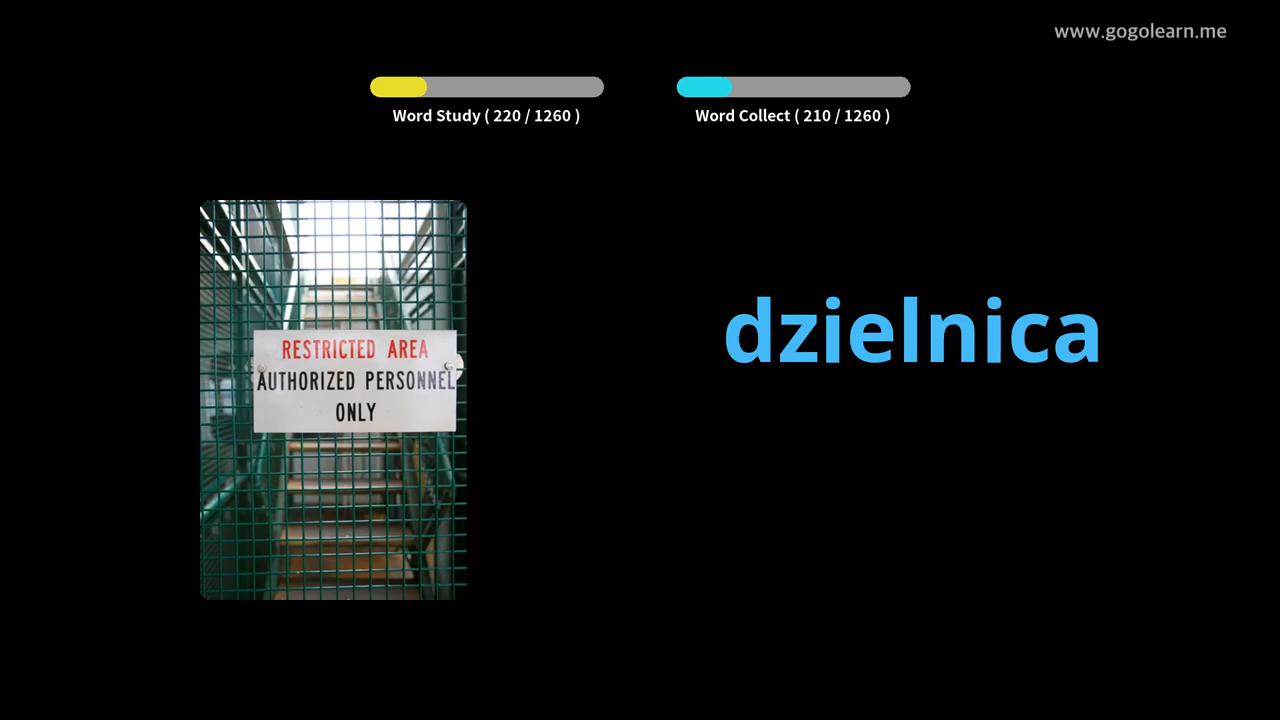 www.gogolearn.me
Word Study ( 220 / 1260 )
Word Collect ( 210 / 1260 )
RESTRICTED AREA
AUTHORIZED PERSONNEL
ONLY
dzielnica